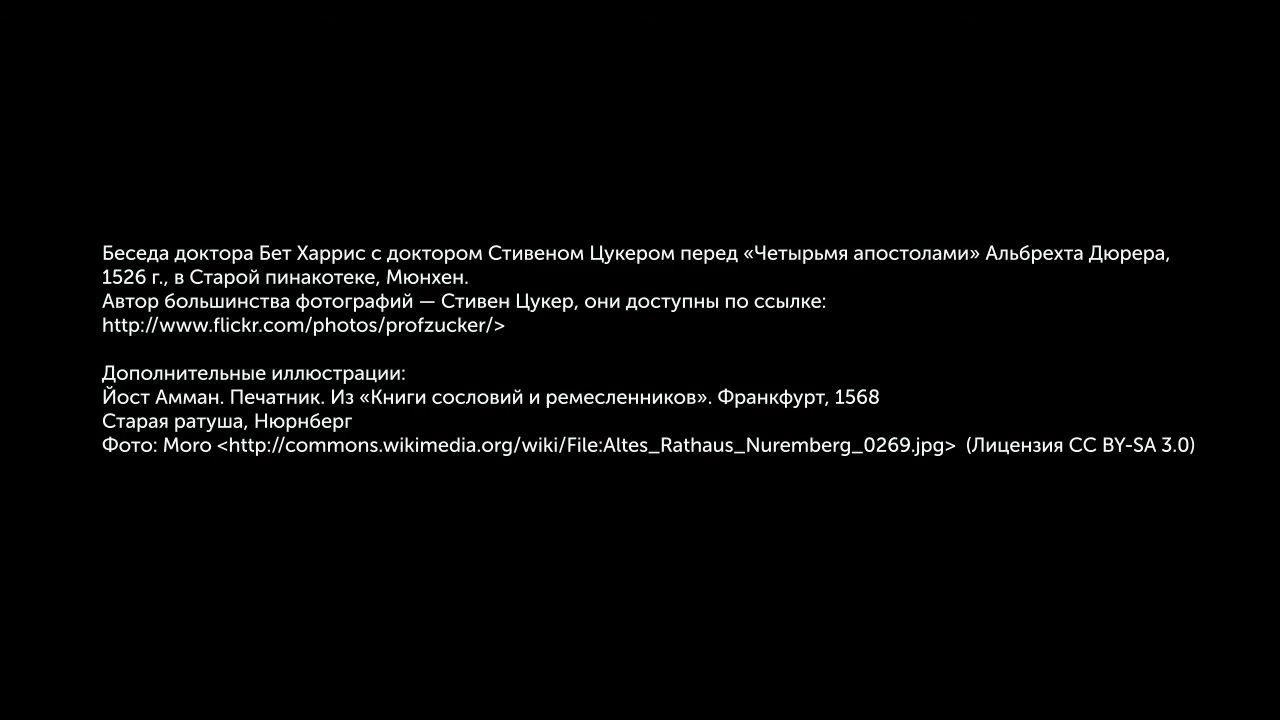 Беседа доктора Бет Харрис с доктором Стивеном Цукером перед «Четырьмя апостолами» Альбрехта Дюрера,
1526 г., в Старой пинакотеке, Мюнхен.
Автор большинства фотографий — Стивен Цукер, они доступны по ссылке:
http://www.flickr.com/photos/profzucker/>
Дополнительные иллюстрации:
Йост Амман. Печатник. Из «Книги сословий и ремесленников». Франкфурт, 1568
Старая ратуша, Нюрнберг
Фото: Moro <http://commons.wikimedia.org/wiki/File:Altes_Rathaus_Nuremberg_0269.jpg> (Лицензия CC BY-SA 3.0)